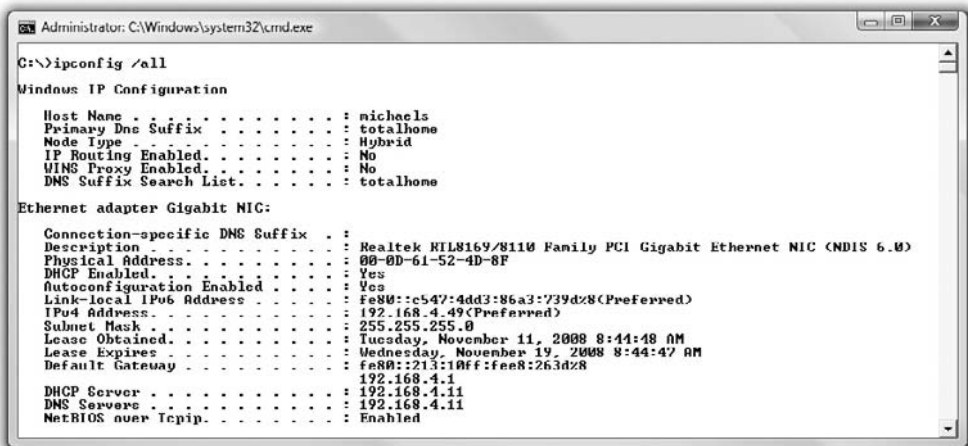 Administrator: C:\Windows\system32\cmd.exe
C:\>ipconfig /all
Windows IP Configuration
Host Name . . . . . . . . . . . . : michaels
Primary Dns Suffix . . . . . . . : totalhome
Node Type . . . . . . . . . . . . : Hybrid
IP Routing Enabled. . . . . . . . : No
WINS Proxy Enabled. . . . . . . . : No
DNS Suffix Search List. . . . . . : totalhome
Ethernet adapter Gigabit NIC:
Connection-specific DNS Suffix . :
Description . . . . . . . . . . . : Realtek RTL8169/8110 Family PCI Gigabit Ethernet NIC (NDIS 6.0)
Physical Address. . . . . . . . . : 00-0D-61-52-4D-8F
DHCP Enabled. . . . . . . . . . . : Yes
Autoconfiguration Enabled . . . . : Yes
Link-local IPv6 Address . . . . . : fe80::c547:4dd3:86a3:739d%8(Preferred)
IPv4 Address. . . . . . . . . . . : 192.168.4.49(Preferred)
Subnet Mask . . . . . . . . . . . : 255.255.255.0
Lease Obtained. . . . . . . . . . : Tuesday, November 11, 2008 8:44:48 AM
Lease Expires . . . . . . . . . . : Wednesday, November 19, 2008 8:44:47 AM
Default Gateway . . . . . . . . . : fe80::213:10ff:fee8:263d%8
192.168.4.1
DHCP Server . . . . . . . . . . . : 192.168.4.11
DNS Servers . . . . . . . . . . . : 192.168.4.11
NetBIOS over Tcpip. . . . . . . . : Enabled